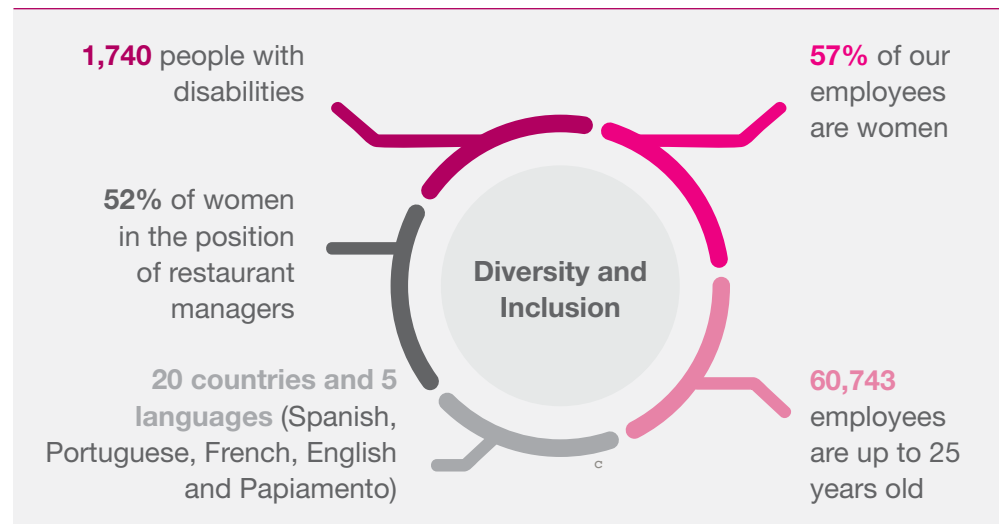 1,740 people with
disabilities
57% of our
employees
are women
52% of women
in the position
of restaurant
managers
Diversity and
Inclusion
20 countries and 5
languages (Spanish,
Portuguese, French, English
and Papiamento)
60,743
employees
are up to 25
years old
c